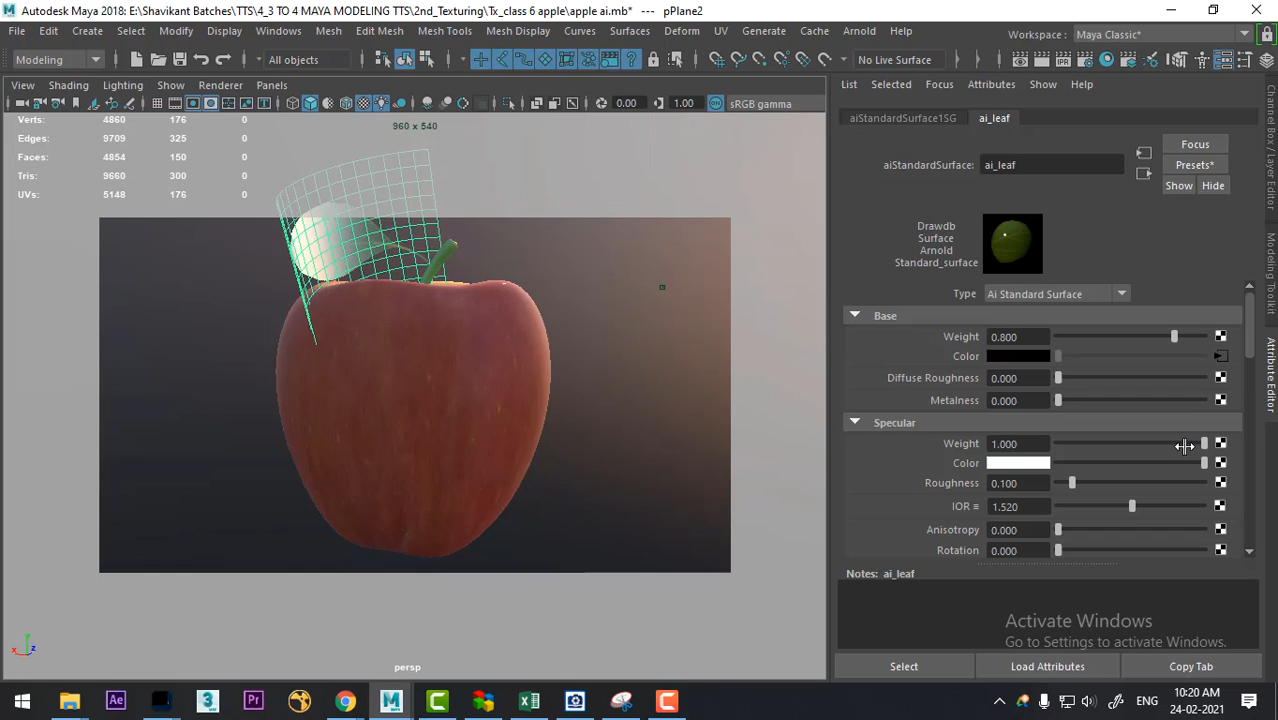 Autodesk Maya 2018: E:\Shavikant Batches\TTS\4_3 TO 4 MAYA MODELING TTS\2nd_Texturing\Tx_class 6 apple\apple ai.mb* --- pPlane2
File Edit Create Select Modify Display Windows Mesh Edit Mesh Mesh Tools Mesh Display Curves Surfaces Deform UV Generate Cache Arnold Help Workspace : Maya Classic*
Modeling All objects No Live Surface
View Shading Lighting Show Renderer Panels
0.00 1.00 sRGB gamma
Verts: 4860 176 0
Edges: 9709 325 0
Faces: 4854 150 0
Tris: 9660 300 0
UVs: 5148 176 0
960 x 540
persp
List Selected Focus Attributes Show Help
aiStandardSurface1SG ai_leaf
aiStandardSurface: ai_leaf
Focus
Presets*
Show Hide
Drawdb
Surface
Arnold
Standard_surface
Type Ai Standard Surface
Base
Weight 0.800
Color
Diffuse Roughness 0.000
Metalness 0.000
Specular
Weight 1.000
Color
Roughness 0.100
IOR ≡ 1.520
Anisotropy 0.000
Rotation 0.000
Notes: ai_leaf
Activate Windows
Go to Settings to activate Windows.
Select Load Attributes Copy Tab
Channel Box / Layer Editor
Modeling Toolkit
Attribute Editor
ENG
10:20 AM
24-02-2021